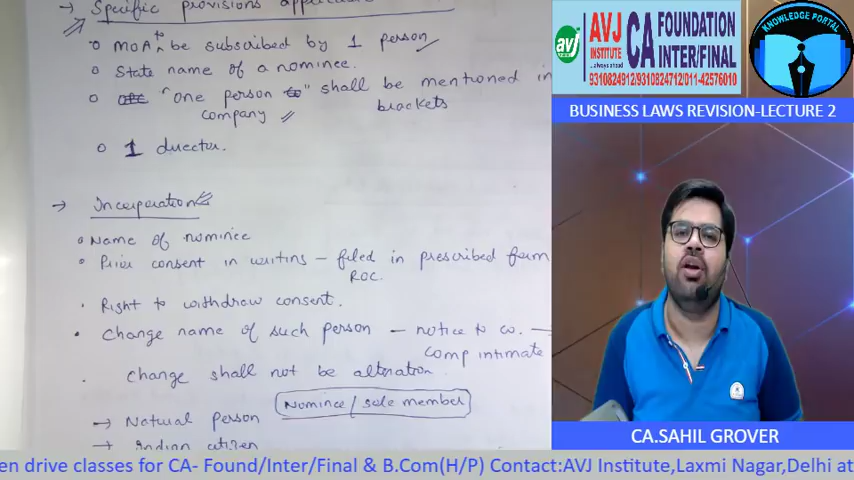 → Specific provisions
o MOA to be subscribed by 1 person
o State name of a nominee.
o "one person " shall be mentioned in
company brackets
o 1 director.
→ Incorporation
o Name of nominee
• Prior consent in writing - filed in prescribed form
ROC.
• Right to withdraw consent.
• Change name of such person - notice to co. -
Comp intimate
• Change shall not be alteration.
Nominee / sole member
→ Natural person
→ Indian citizen
avj
AVJ
INSTITUTE
...always ahead
CA
FOUNDATION
INTER/FINAL
9310824912/9310824712/011-42576010
KNOWLEDGE PORTAL
BUSINESS LAWS REVISION-LECTURE 2
CA.SAHIL GROVER
en drive classes for CA- Found/Inter/Final & B.Com(H/P) Contact:AVJ Institute,Laxmi Nagar,Delhi at